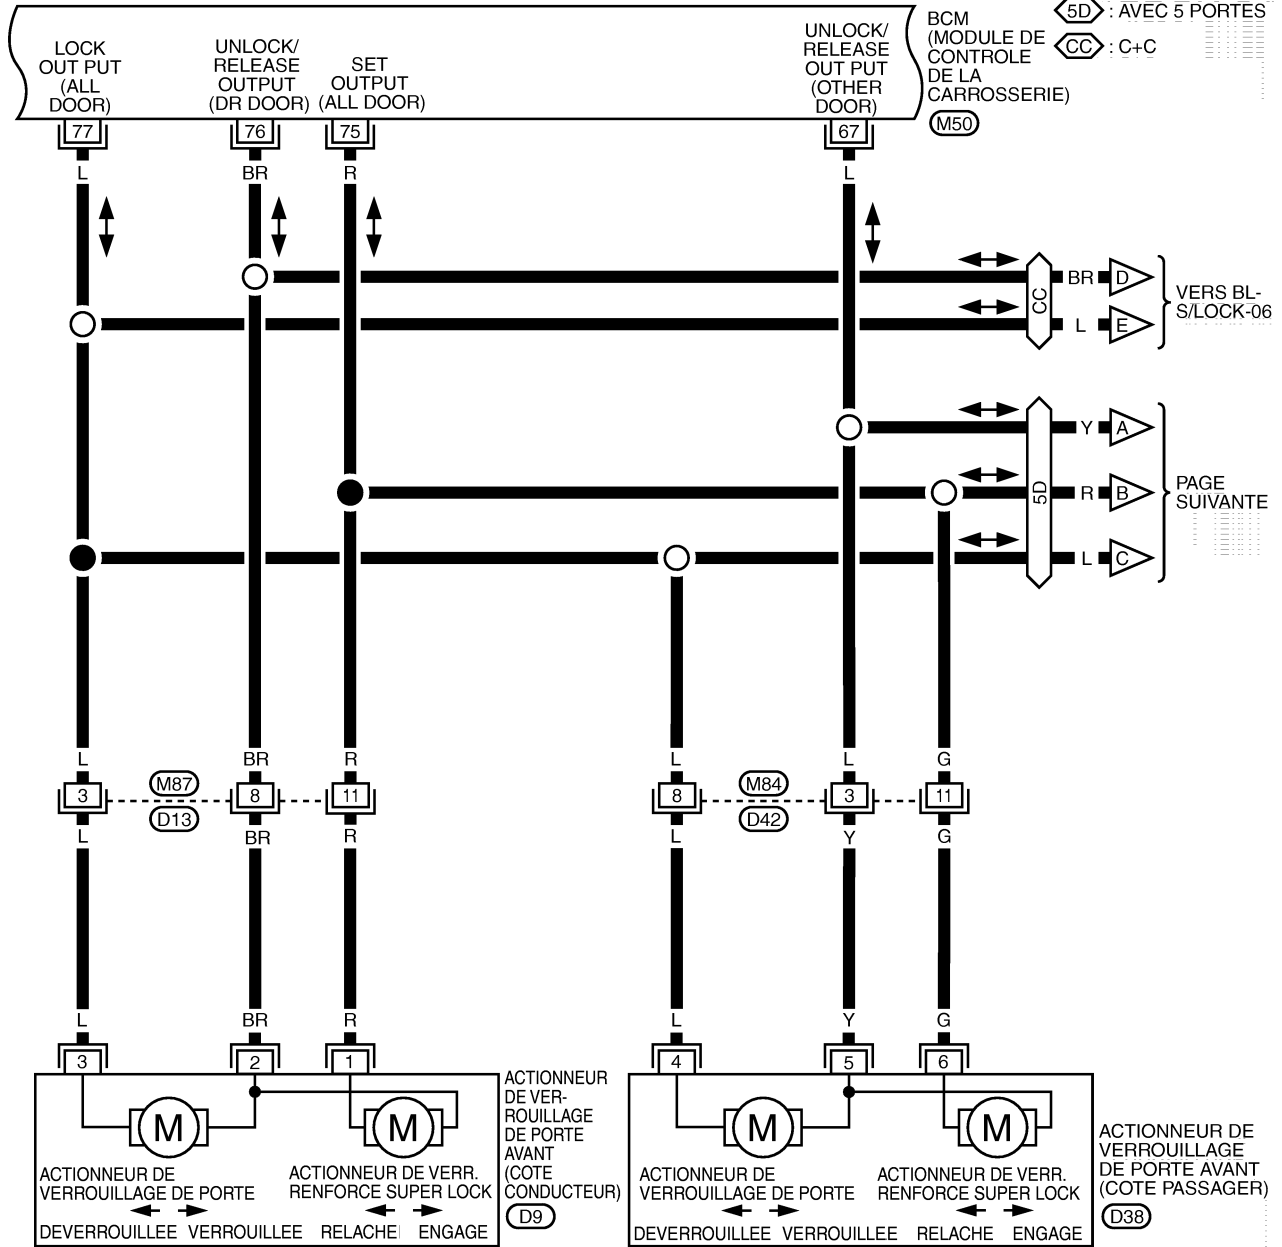 LOCK
OUT PUT
(ALL
DOOR)
UNLOCK/
RELEASE
OUTPUT
(DR DOOR)
SET
OUTPUT
(ALL DOOR)
UNLOCK/
RELEASE
OUT PUT
(OTHER
DOOR)
BCM
(MODULE DE
CONTROLE
DE LA
CARROSSERIE)
M50
5D : AVEC 5 PORTES
CC : C+C
77 76 75 67
L BR R L
CC
BR D
L E
VERS BL-
S/LOCK-06
5D
Y A
R B
L C
PAGE
SUIVANTE
L BR R L L G
3 M87 8 11 8 M84 3 11
D13 D42
L BR R L Y G
L BR R L Y G
3 2 1 4 5 6
M M M M
ACTIONNEUR DE
VERROUILLAGE DE PORTE
DEVERROUILLEE VERROUILLEE
ACTIONNEUR DE VERR.
RENFORCE SUPER LOCK
RELACHE ENGAGE
ACTIONNEUR
DE VER-
ROUILLAGE
DE PORTE
AVANT
(COTE
CONDUCTEUR)
D9
ACTIONNEUR DE
VERROUILLAGE DE PORTE
DEVERROUILLEE VERROUILLEE
ACTIONNEUR DE VERR.
RENFORCE SUPER LOCK
RELACHE ENGAGE
ACTIONNEUR DE
VERROUILLAGE
DE PORTE AVANT
(COTE PASSAGER)
D38